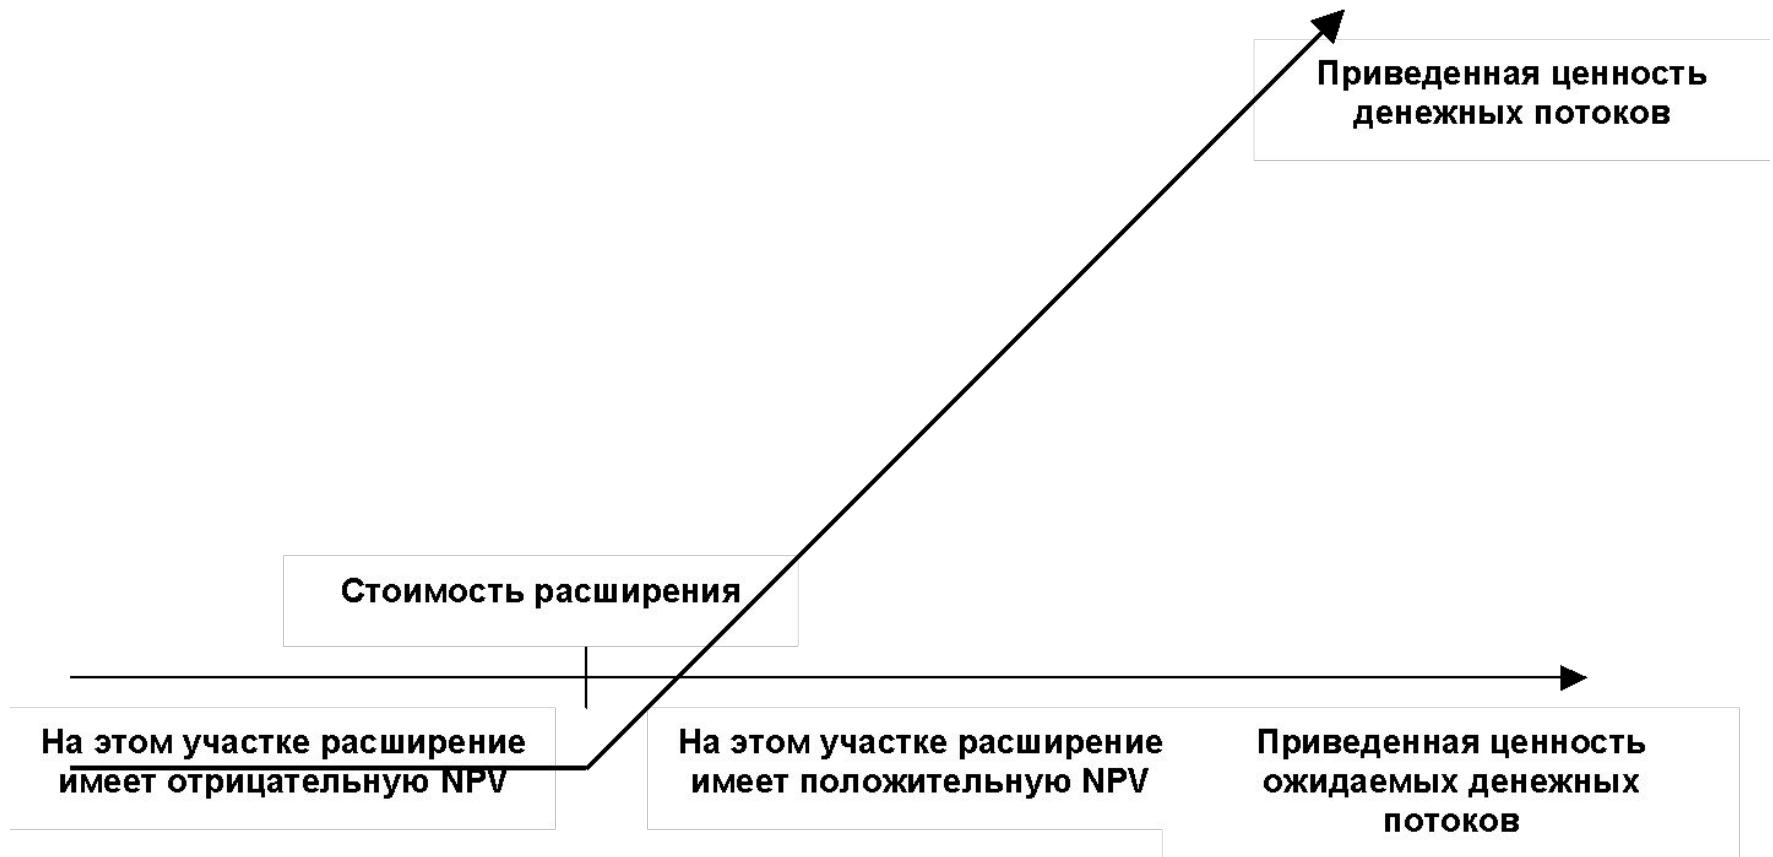 Приведенная ценность
денежных потоков
Стоимость расширения
На этом участке расширение
имеет отрицательную NPV
На этом участке расширение
имеет положительную NPV
Приведенная ценность
ожидаемых денежных
потоков